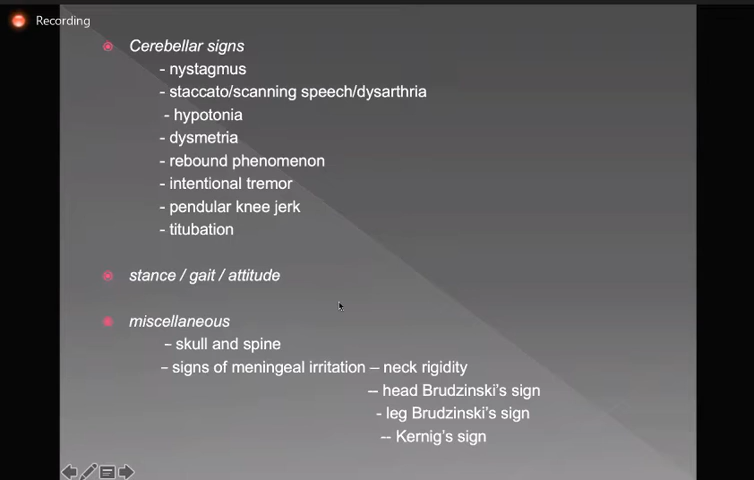 Recording
Cerebellar signs
- nystagmus
- staccato/scanning speech/dysarthria
- hypotonia
- dysmetria
- rebound phenomenon
- intentional tremor
- pendular knee jerk
- titubation
stance / gait / attitude
miscellaneous
– skull and spine
– signs of meningeal irritation – neck rigidity
– head Brudzinski's sign
- leg Brudzinski's sign
-- Kernig's sign